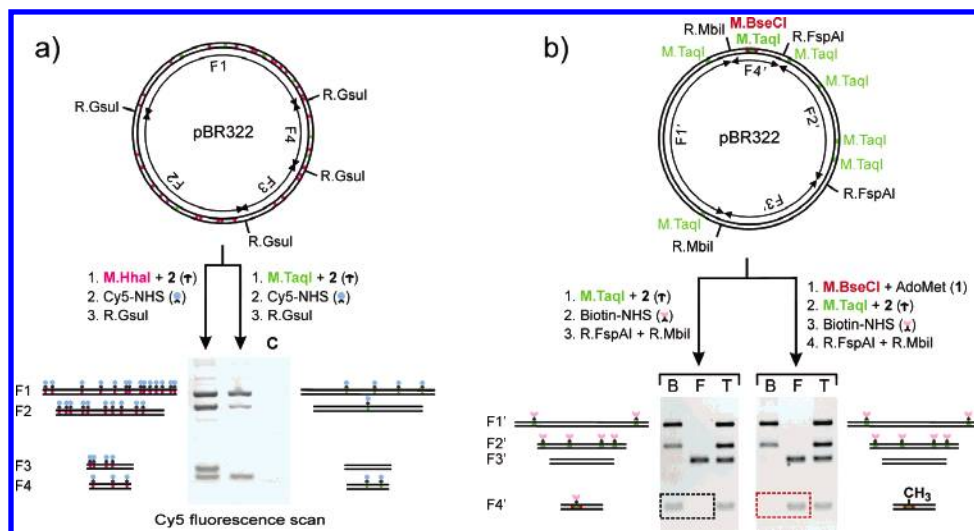 a)
F1
R.GsuI
R.GsuI
pBR322
F4
R.GsuI
F2
F3
R.GsuI
1. M.HhaI + 2 ( )
2. Cy5-NHS ( )
3. R.GsuI
1. M.TaqI + 2 ( )
2. Cy5-NHS ( )
3. R.GsuI
C
F1
F2
F3
F4
Cy5 fluorescence scan
b)
M.BseCI
R.MbiI
M.TaqI
R.FspAI
M.TaqI
M.TaqI
F4'
M.TaqI
F1'
pBR322
F2'
M.TaqI
M.TaqI
R.FspAI
F3'
M.TaqI
R.MbiI
1. M.TaqI + 2 ( )
2. Biotin-NHS ( )
3. R.FspAI + R.MbiI
1. M.BseCI + AdoMet (1)
2. M.TaqI + 2 ( )
3. Biotin-NHS ( )
4. R.FspAI + R.MbiI
B F T
B F T
F1'
F2'
F3'
F4'
CH3